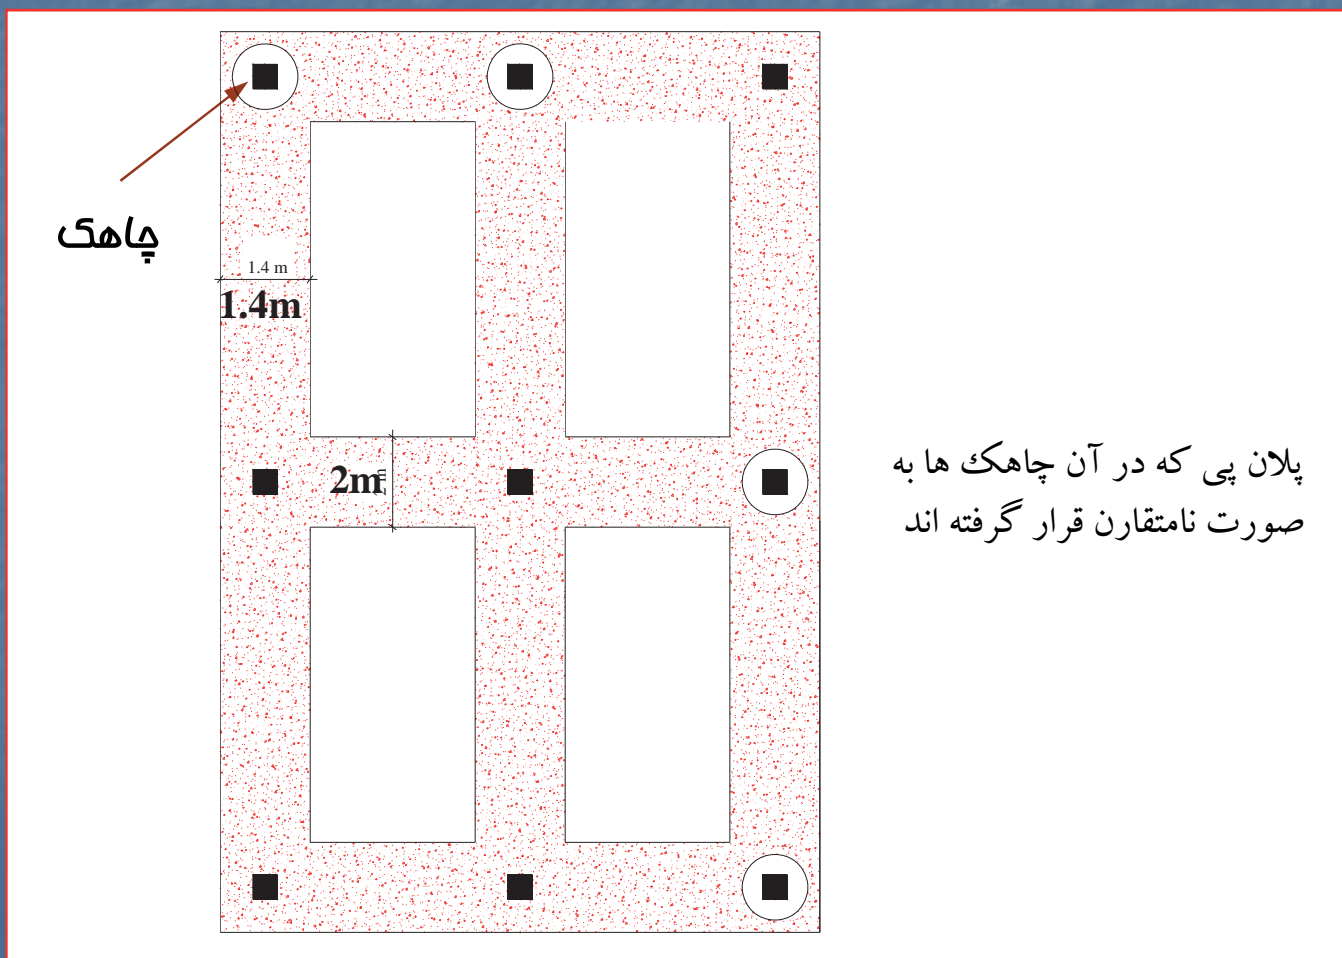 چاهک
1.4 m
1.4m
2m
پلان پی که در آن چاهک ها به
صورت نامتقارن قرار گرفته اند